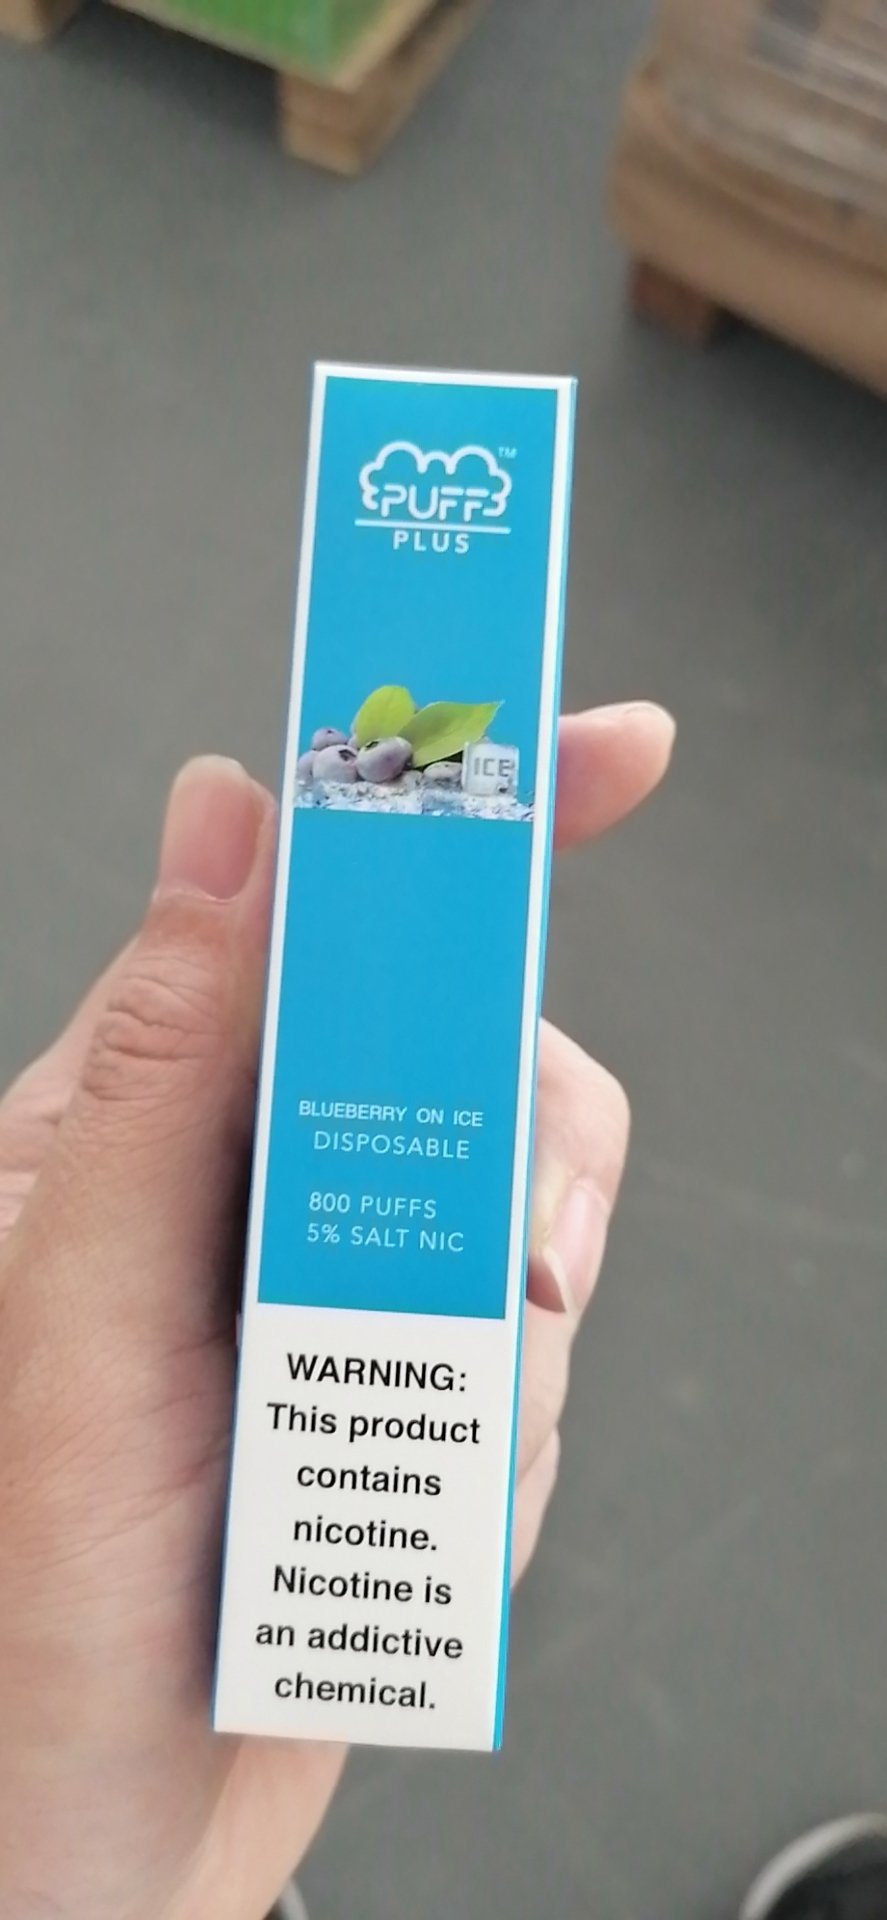 PUFF
TM
PLUS
ICE
BLUEBERRY ON ICE
DISPOSABLE
800 PUFFS
5% SALT NIC
WARNING:
This product
contains
nicotine.
Nicotine is
an addictive
chemical.